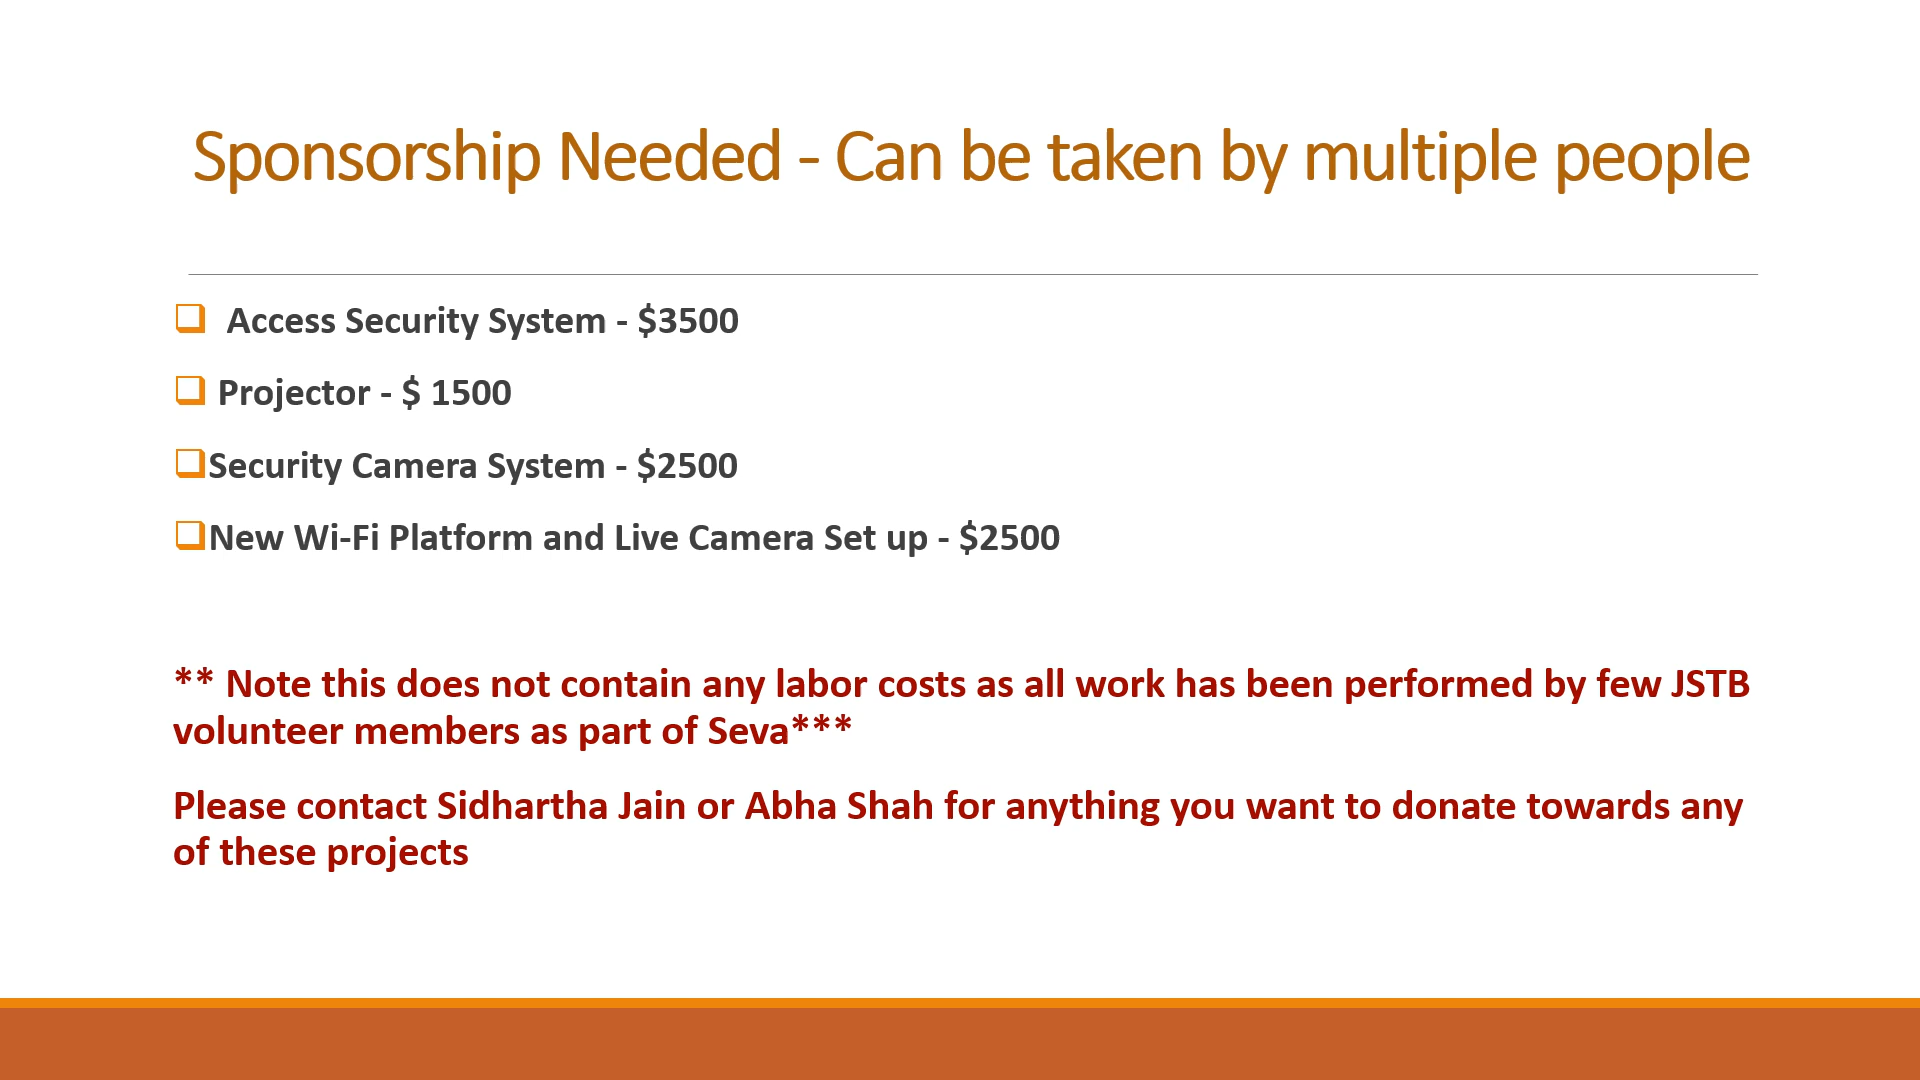 Sponsorship Needed - Can be taken by multiple people
Access Security System - $3500
Projector - $ 1500
Security Camera System - $2500
New Wi-Fi Platform and Live Camera Set up - $2500
** Note this does not contain any labor costs as all work has been performed by few JSTB
volunteer members as part of Seva***
Please contact Sidhartha Jain or Abha Shah for anything you want to donate towards any
of these projects